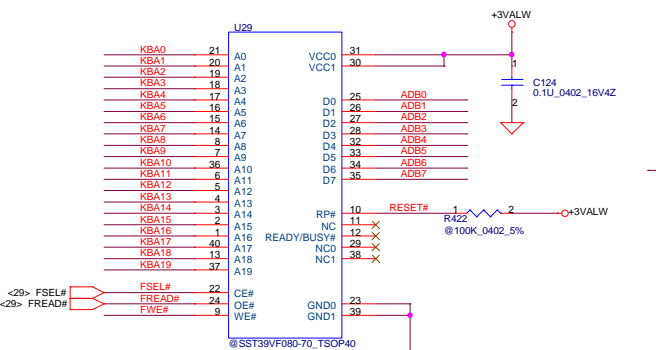 +3VALW
U29
KBA0 21 A0 VCC0 31
KBA1 20 A1 VCC1 30
KBA2 19 A2
KBA3 18 A3
KBA4 17 A4 D0 25 ADB0
KBA5 16 A5 D1 26 ADB1
KBA6 15 A6 D2 27 ADB2
KBA7 14 A7 D3 28 ADB3
KBA8 8 A8 D4 32 ADB4
KBA9 7 A9 D5 33 ADB5
KBA10 36 A10 D6 34 ADB6
KBA11 6 A11 D7 35 ADB7
KBA12 5 A12
KBA13 4 A13
KBA14 3 A14 RP# 10 RESET# 1 2 +3VALW
KBA15 2 A15 NC 11 R422
KBA16 1 A16 READY/BUSY# 12 @100K_0402_5%
KBA17 40 A17 NC0 29
KBA18 13 A18 NC1 38
KBA19 37 A19
1
C124
0.1U_0402_16V4Z
2
<29> FSEL# FSEL# 22 CE#
<29> FREAD# FREAD# 24 OE# GND0 23
FWE# 9 WE# GND1 39
@SST39VF080-70_TSOP40